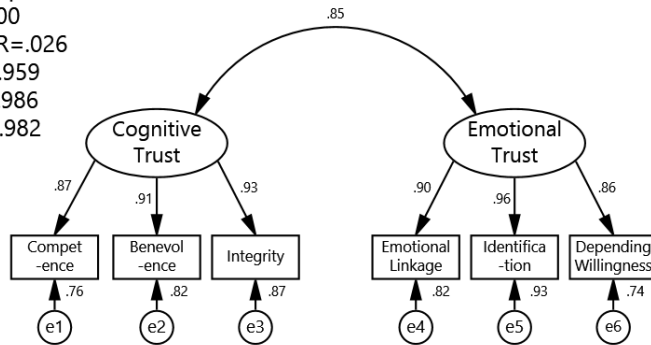 00
R=.026
.959
.986
.982
.85
Cognitive
Trust
Emotional
Trust
.87
.91
.93
.90
.96
.86
Compet
-ence
Benevol
-ence
Integrity
Emotional
Linkage
Identifica
-tion
Depending
Willingness
.76
.82
.87
.82
.93
.74
e1
e2
e3
e4
e5
e6